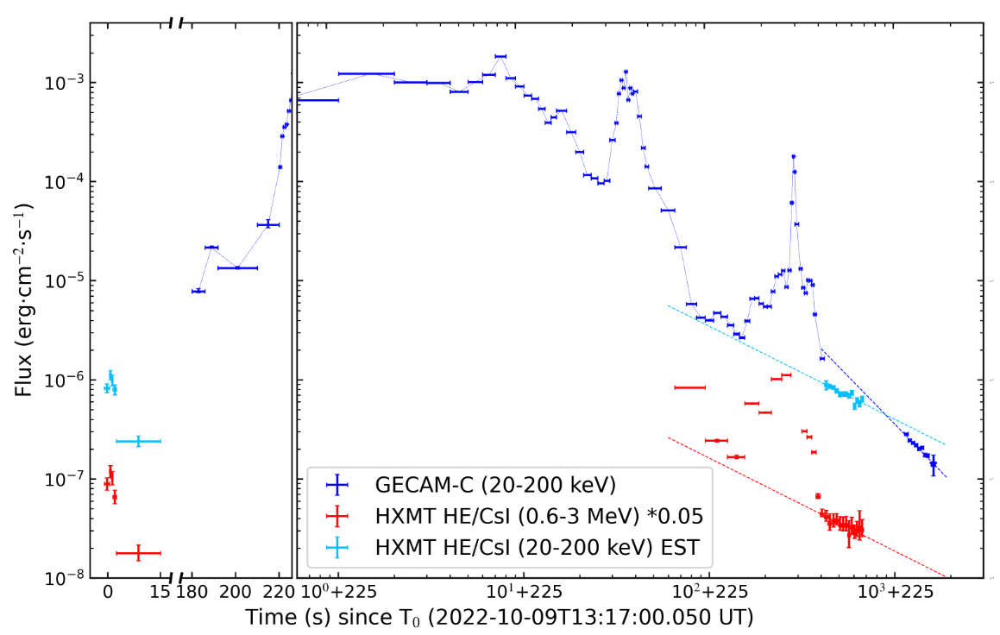 Flux (erg·cm⁻²·s⁻¹)
10⁻³
10⁻⁴
10⁻⁵
10⁻⁶
10⁻⁷
10⁻⁸
GECAM-C (20-200 keV)
HXMT HE/CsI (0.6-3 MeV) *0.05
HXMT HE/CsI (20-200 keV) EST
0 15 180 200 220 10⁰+225 10¹+225 10²+225 10³+225
Time (s) since T₀ (2022-10-09T13:17:00.050 UT)